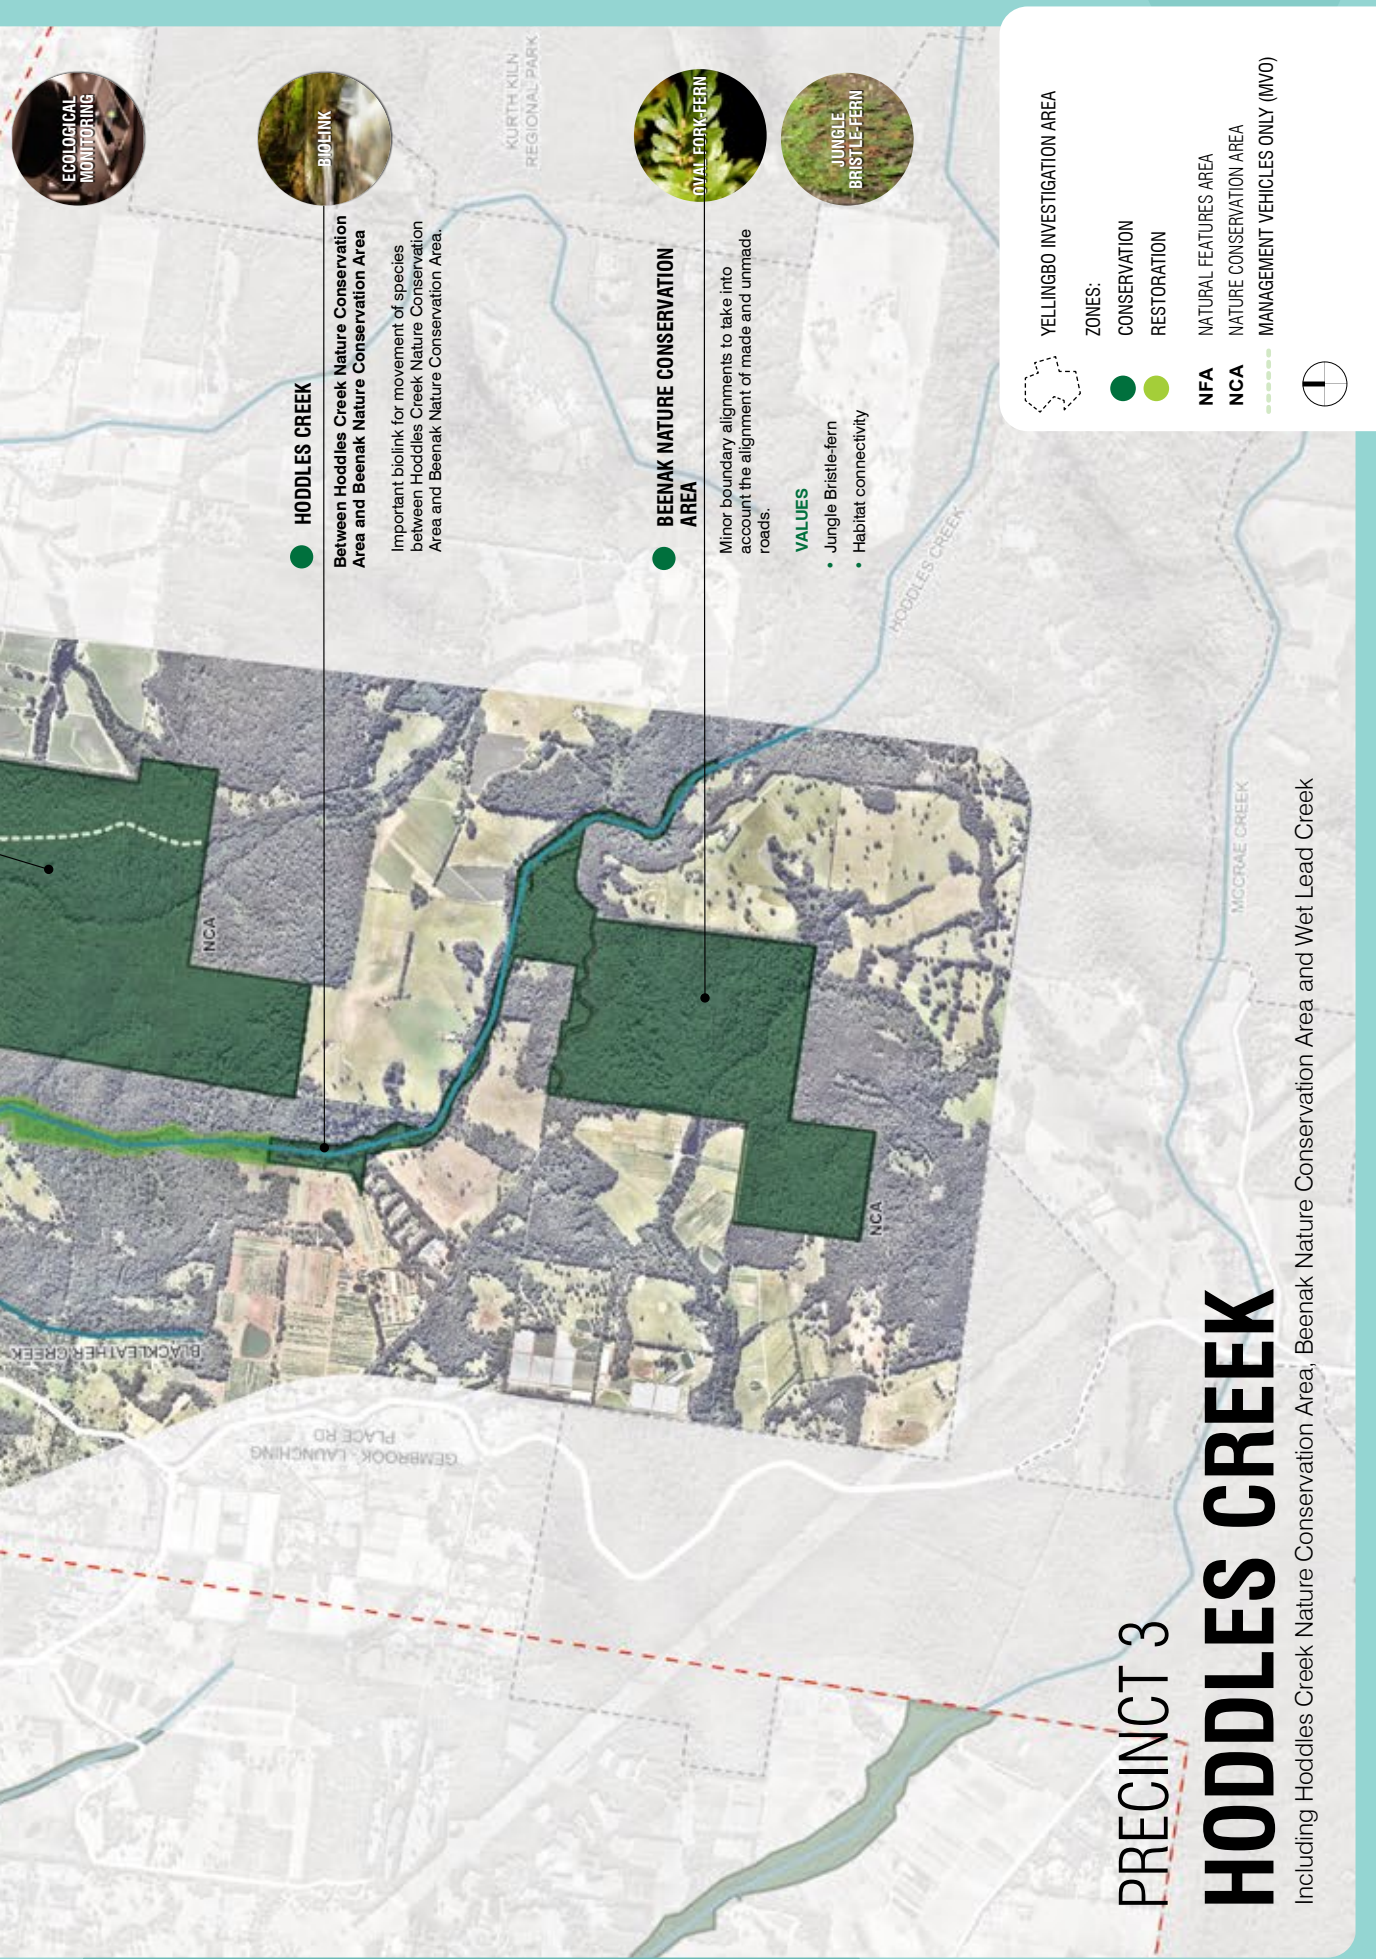 PRECINCT 3
HODDLES CREEK
Including Hoddles Creek Nature Conservation Area, Beenak Nature Conservation Area and Wet Lead Creek
ECOLOGICAL
MONITORING
BIOLINK
HODDLES CREEK
Between Hoddles Creek Nature Conservation
Area and Beenak Nature Conservation Area
Important biolink for movement of species
between Hoddles Creek Nature Conservation
Area and Beenak Nature Conservation Area.
OVAL FORK-FERN
JUNGLE
BRISTLE-FERN
BEENAK NATURE CONSERVATION
AREA
Minor boundary alignments to take into
account the alignment of made and unmade
roads.
VALUES
• Jungle Bristle-fern
• Habitat connectivity
KURTH KILN
REGIONAL PARK
HODDLES CREEK
MCCRAE CREEK
NCA
NCA
BLACKLEATHER CREEK
GEMBROOK - LAUNCHING
PLACE RD
YELLINGBO INVESTIGATION AREA
ZONES:
CONSERVATION
RESTORATION
NFA NATURAL FEATURES AREA
NCA NATURE CONSERVATION AREA
MANAGEMENT VEHICLES ONLY (MVO)